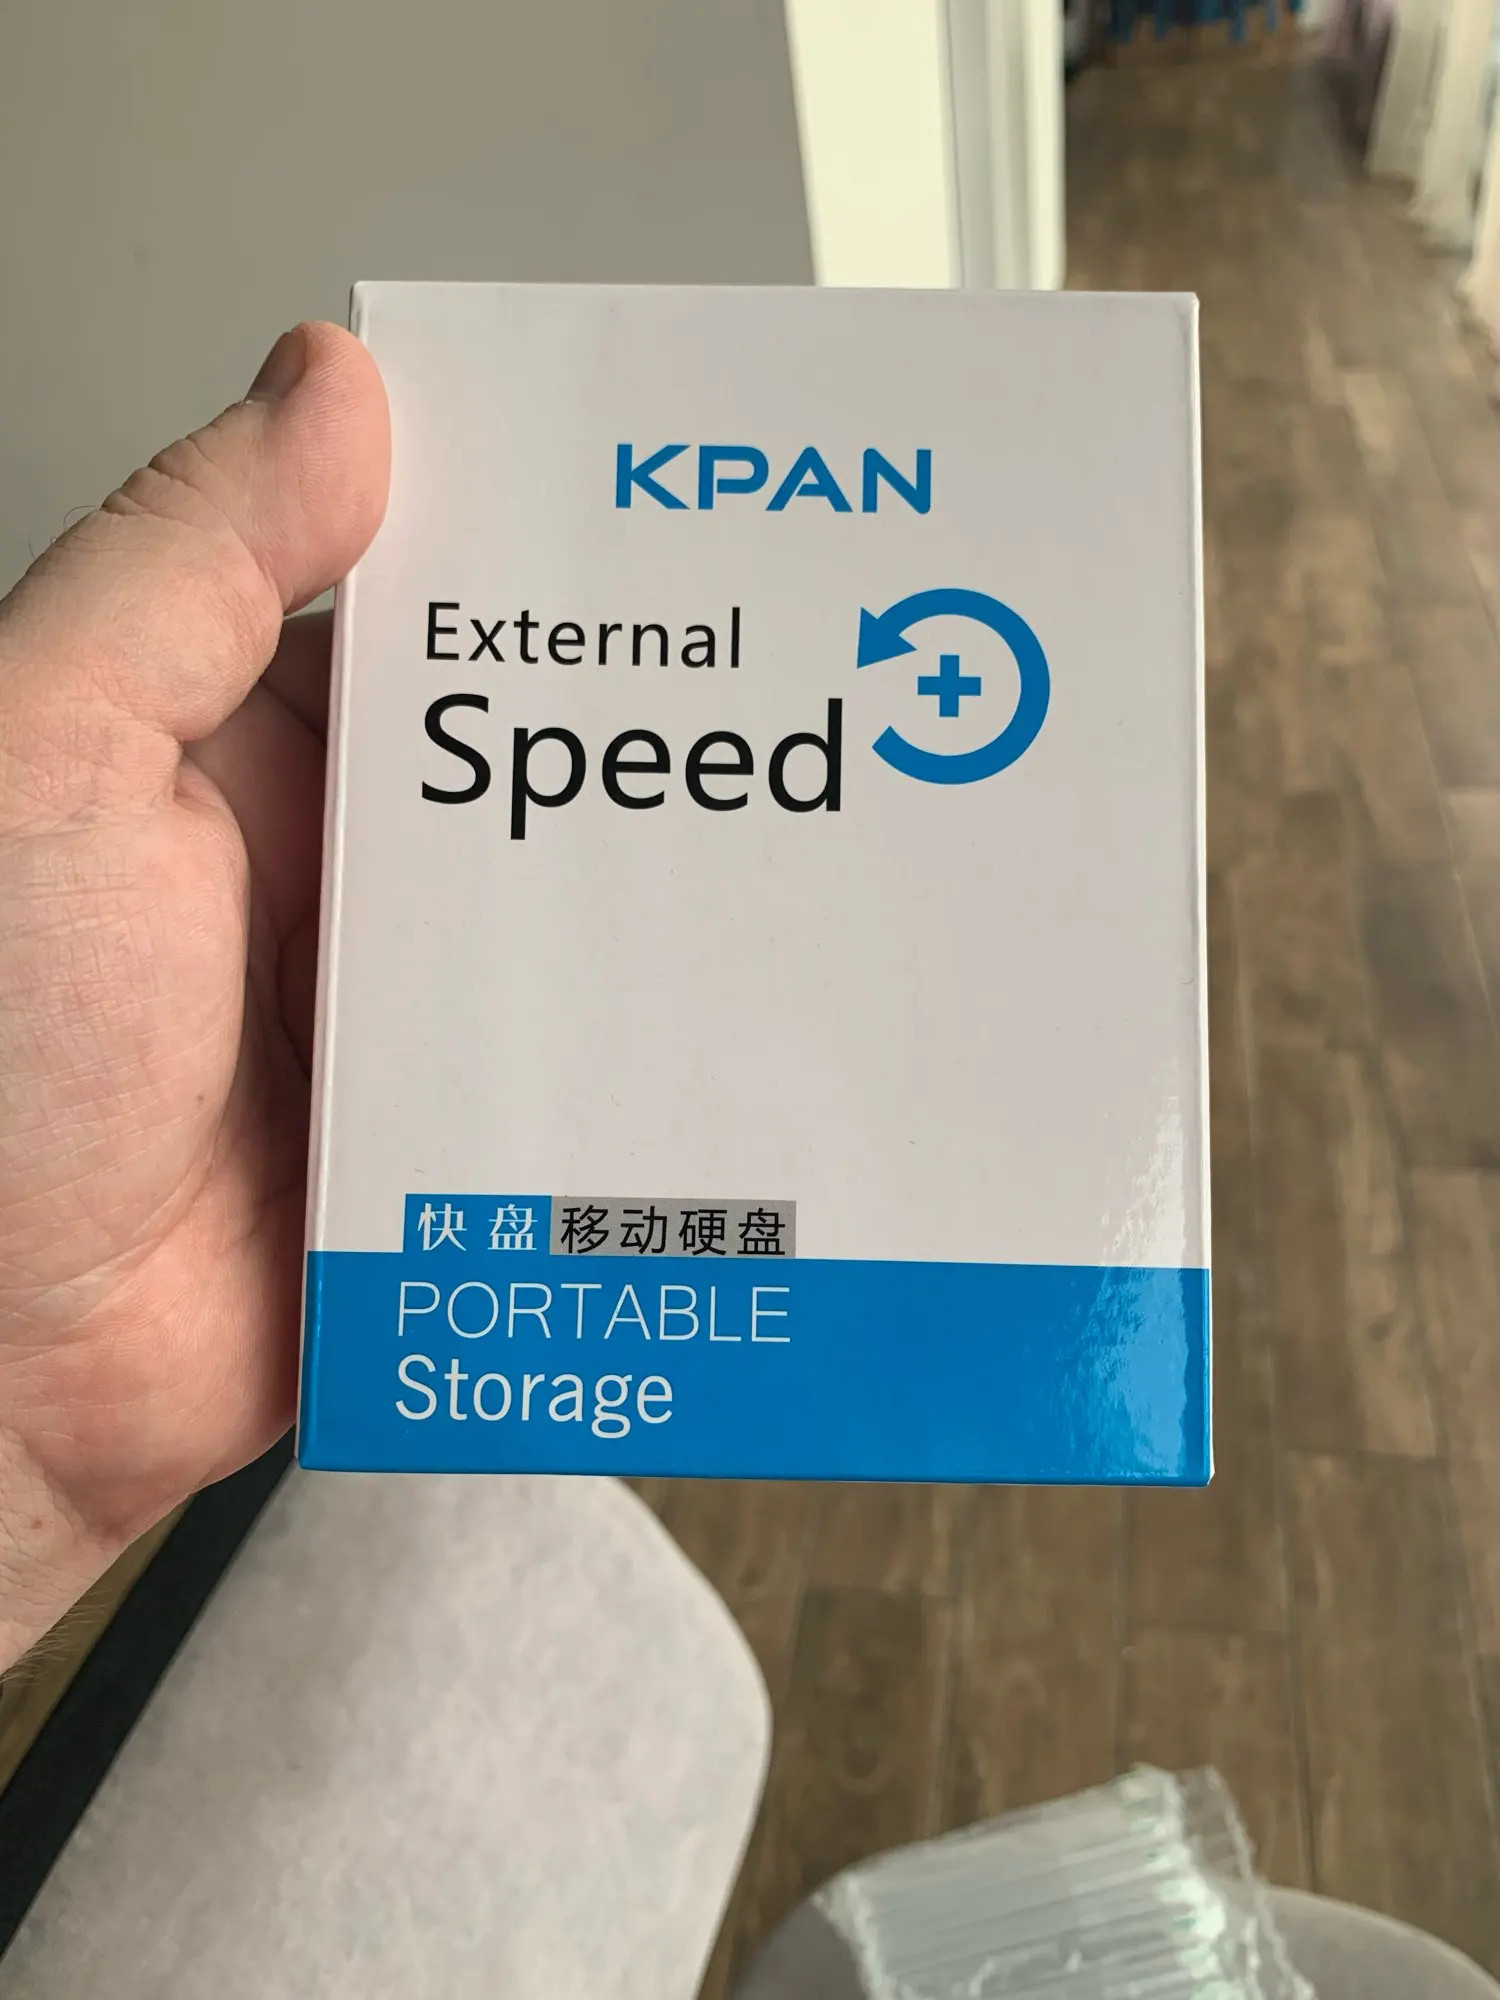 KPAN
External
Speed
快盘 移动硬盘
PORTABLE
Storage